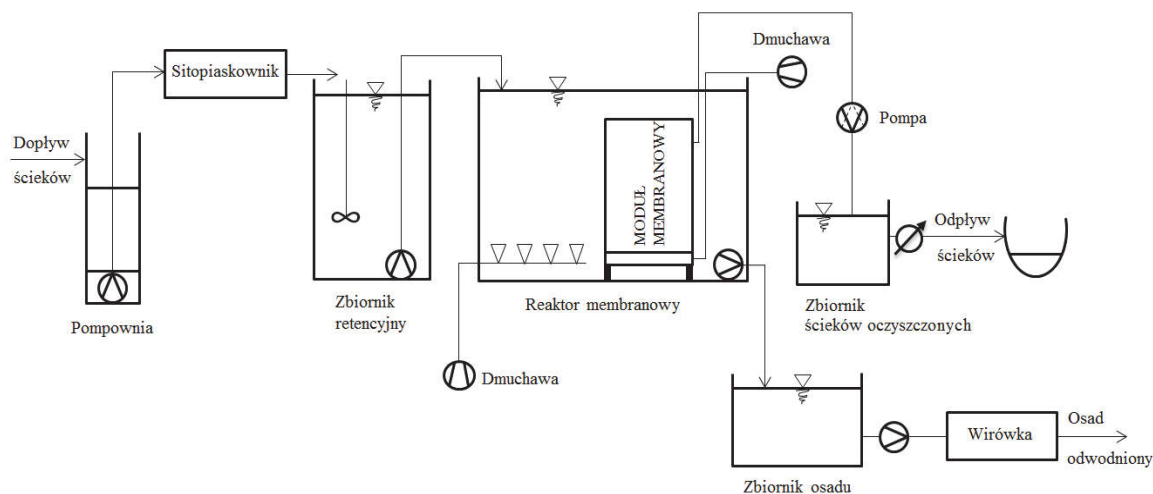 Dopływ
ścieków
Pompownia
Sitopiaskownik
Zbiornik
retencyjny
MODUŁ
MEMBRANOWY
Reaktor membranowy
Dmuchawa
Dmuchawa
Pompa
Zbiornik
ścieków oczyszczonych
Odpływ
ścieków
Zbiornik osadu
Wirówka
Osad
odwodniony